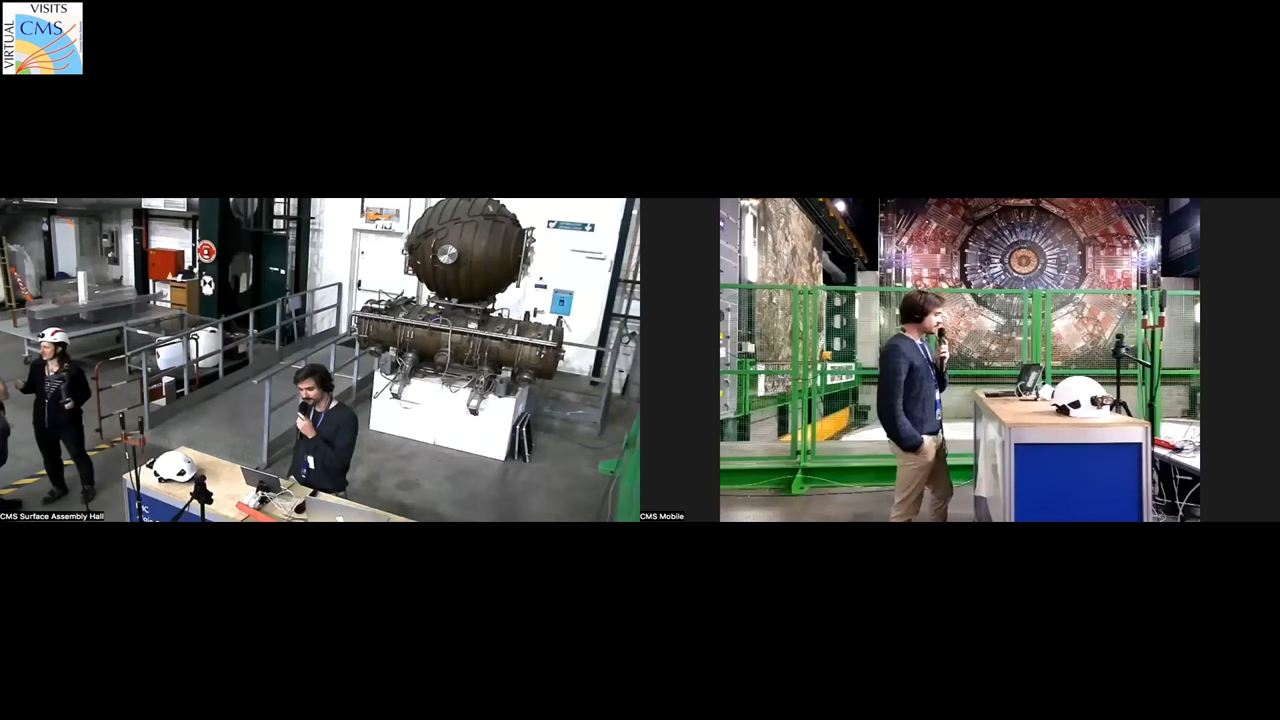 VISITS
CMS
VIRTUAL
CMS Surface Assembly Hall
CMS Mobile